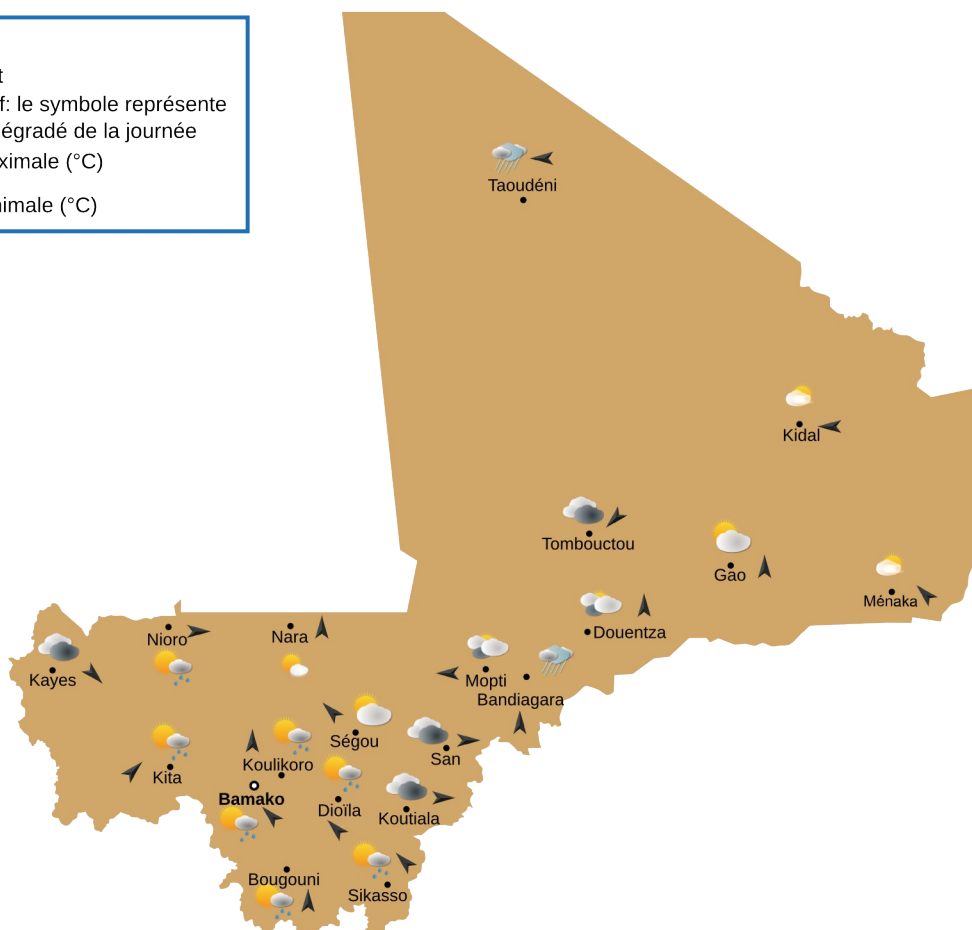 t
f: le symbole représente
égradé de la journée
ximale (°C)
imale (°C)
Taoudéni
Kidal
Tombouctou
Gao
Ménaka
Douentza
Nioro
Nara
Kayes
Mopti
Bandiagara
Ségou
San
Koulikoro
Kita
Bamako
Dioïla
Koutiala
Bougouni
Sikasso